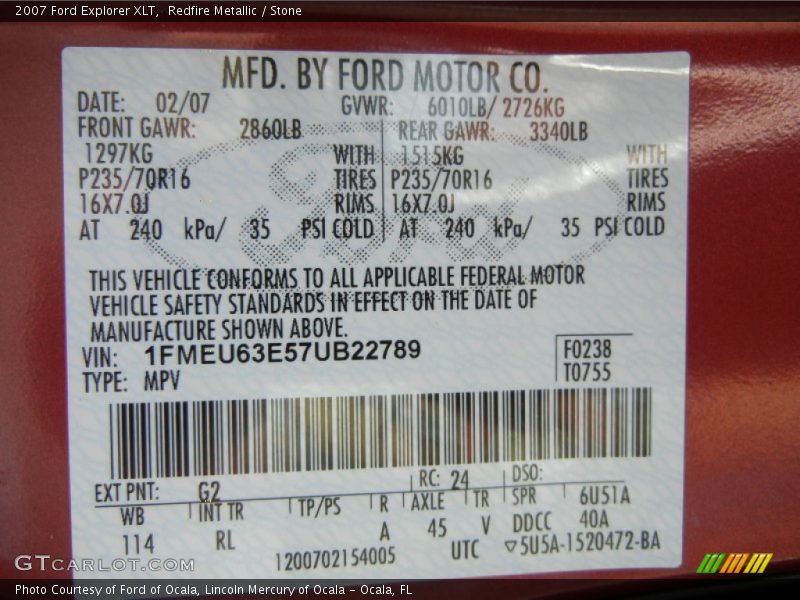 2007 Ford Explorer XLT,  Redfire Metallic / Stone
MFD. BY FORD MOTOR CO.
DATE: 02/07 GVWR: 6010LB/ 2726KG
FRONT GAWR: 2860LB REAR GAWR: 3340LB
1297KG WITH 1515KG WITH
P235/70R16 TIRES P235/70R16 TIRES
16X7.0J RIMS 16X7.0J RIMS
AT 240 kPa/ 35 PSI COLD AT 240 kPa/ 35 PSI COLD
THIS VEHICLE CONFORMS TO ALL APPLICABLE FEDERAL MOTOR
VEHICLE SAFETY STANDARDS IN EFFECT ON THE DATE OF
MANUFACTURE SHOWN ABOVE.
VIN: 1FMEU63E57UB22789 F0238
TYPE: MPV T0755
EXT PNT: G2 RC: 24 DSO:
WB INT TR TP/PS R AXLE TR SPR 6U51A
114 RL A 45 V DDCC 40A
1200702154005 UTC ▽5U5A-1520472-BA
Ford
GTCARLOT.COM
Photo Courtesy of Ford of Ocala, Lincoln Mercury of Ocala - Ocala, FL